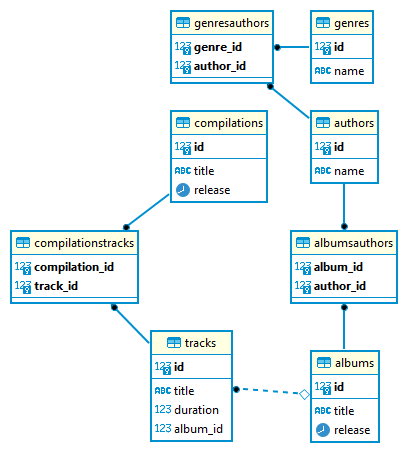 genresauthors
123 genre_id
123 author_id
genres
123 id
ABC name
compilations
123 id
ABC title
release
authors
123 id
ABC name
compilationstracks
123 compilation_id
123 track_id
albumsauthors
123 album_id
123 author_id
tracks
123 id
ABC title
123 duration
123 album_id
albums
123 id
ABC title
release